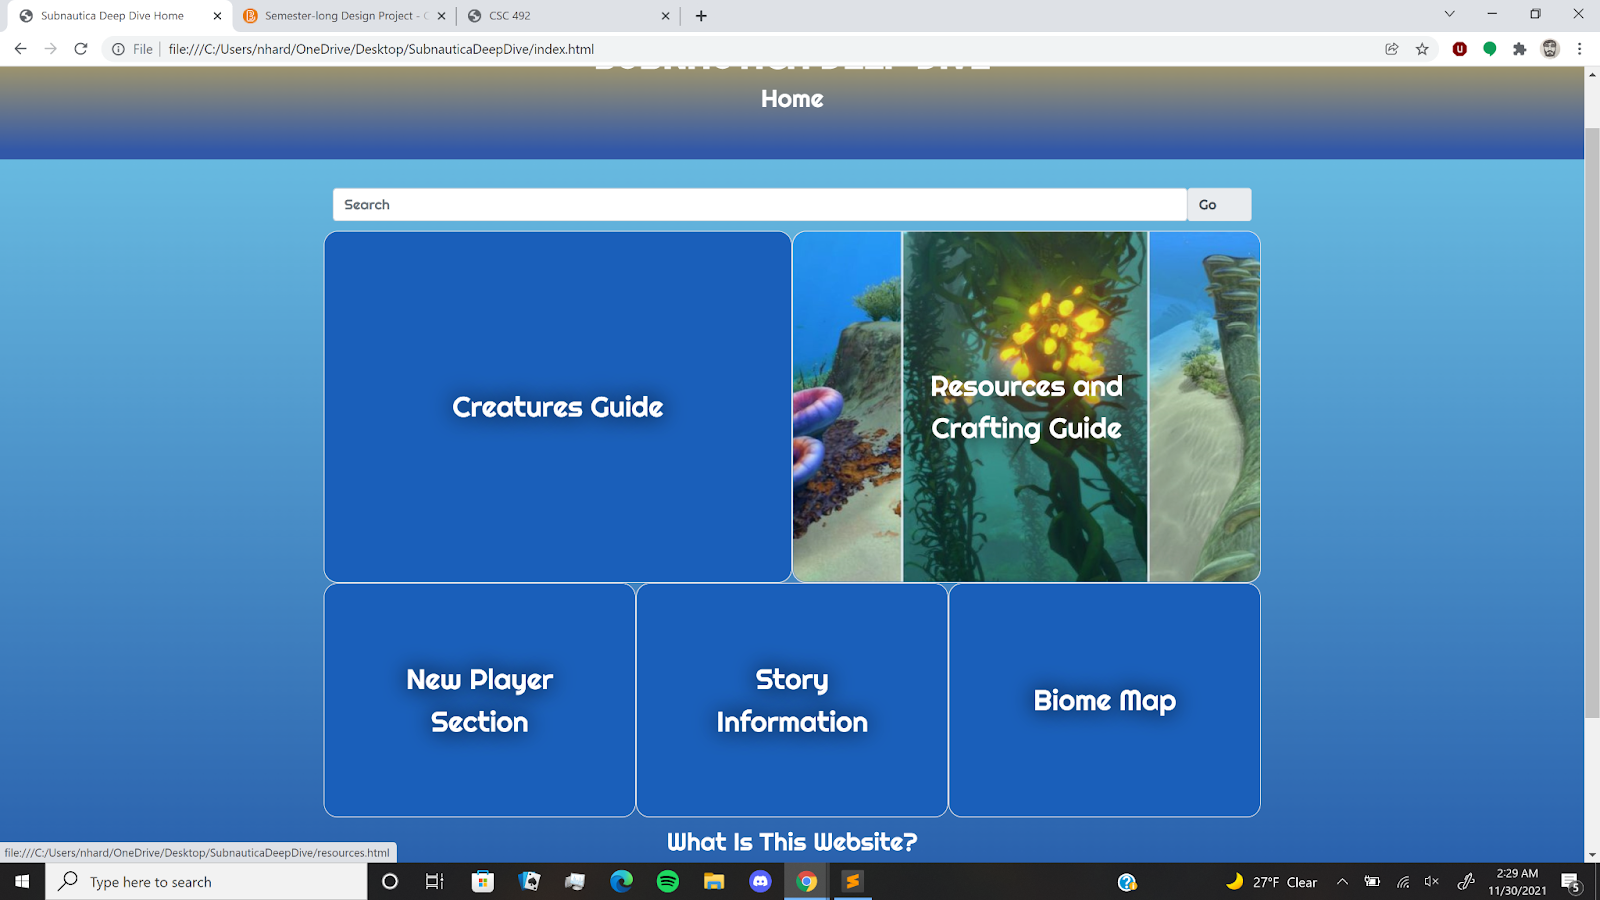 Subnautica Deep Dive Home
Semester-long Design Project - C
CSC 492
File
file:///C:/Users/nhard/OneDrive/Desktop/SubnauticaDeepDive/index.html
SUBNAUTICA DEEP DIVE
Home
Search
Go
Creatures Guide
Resources and
Crafting Guide
New Player
Section
Story
Information
Biome Map
What Is This Website?
file:///C:/Users/nhard/OneDrive/Desktop/SubnauticaDeepDive/resources.html
Type here to search
27°F Clear
2:29 AM
11/30/2021
5